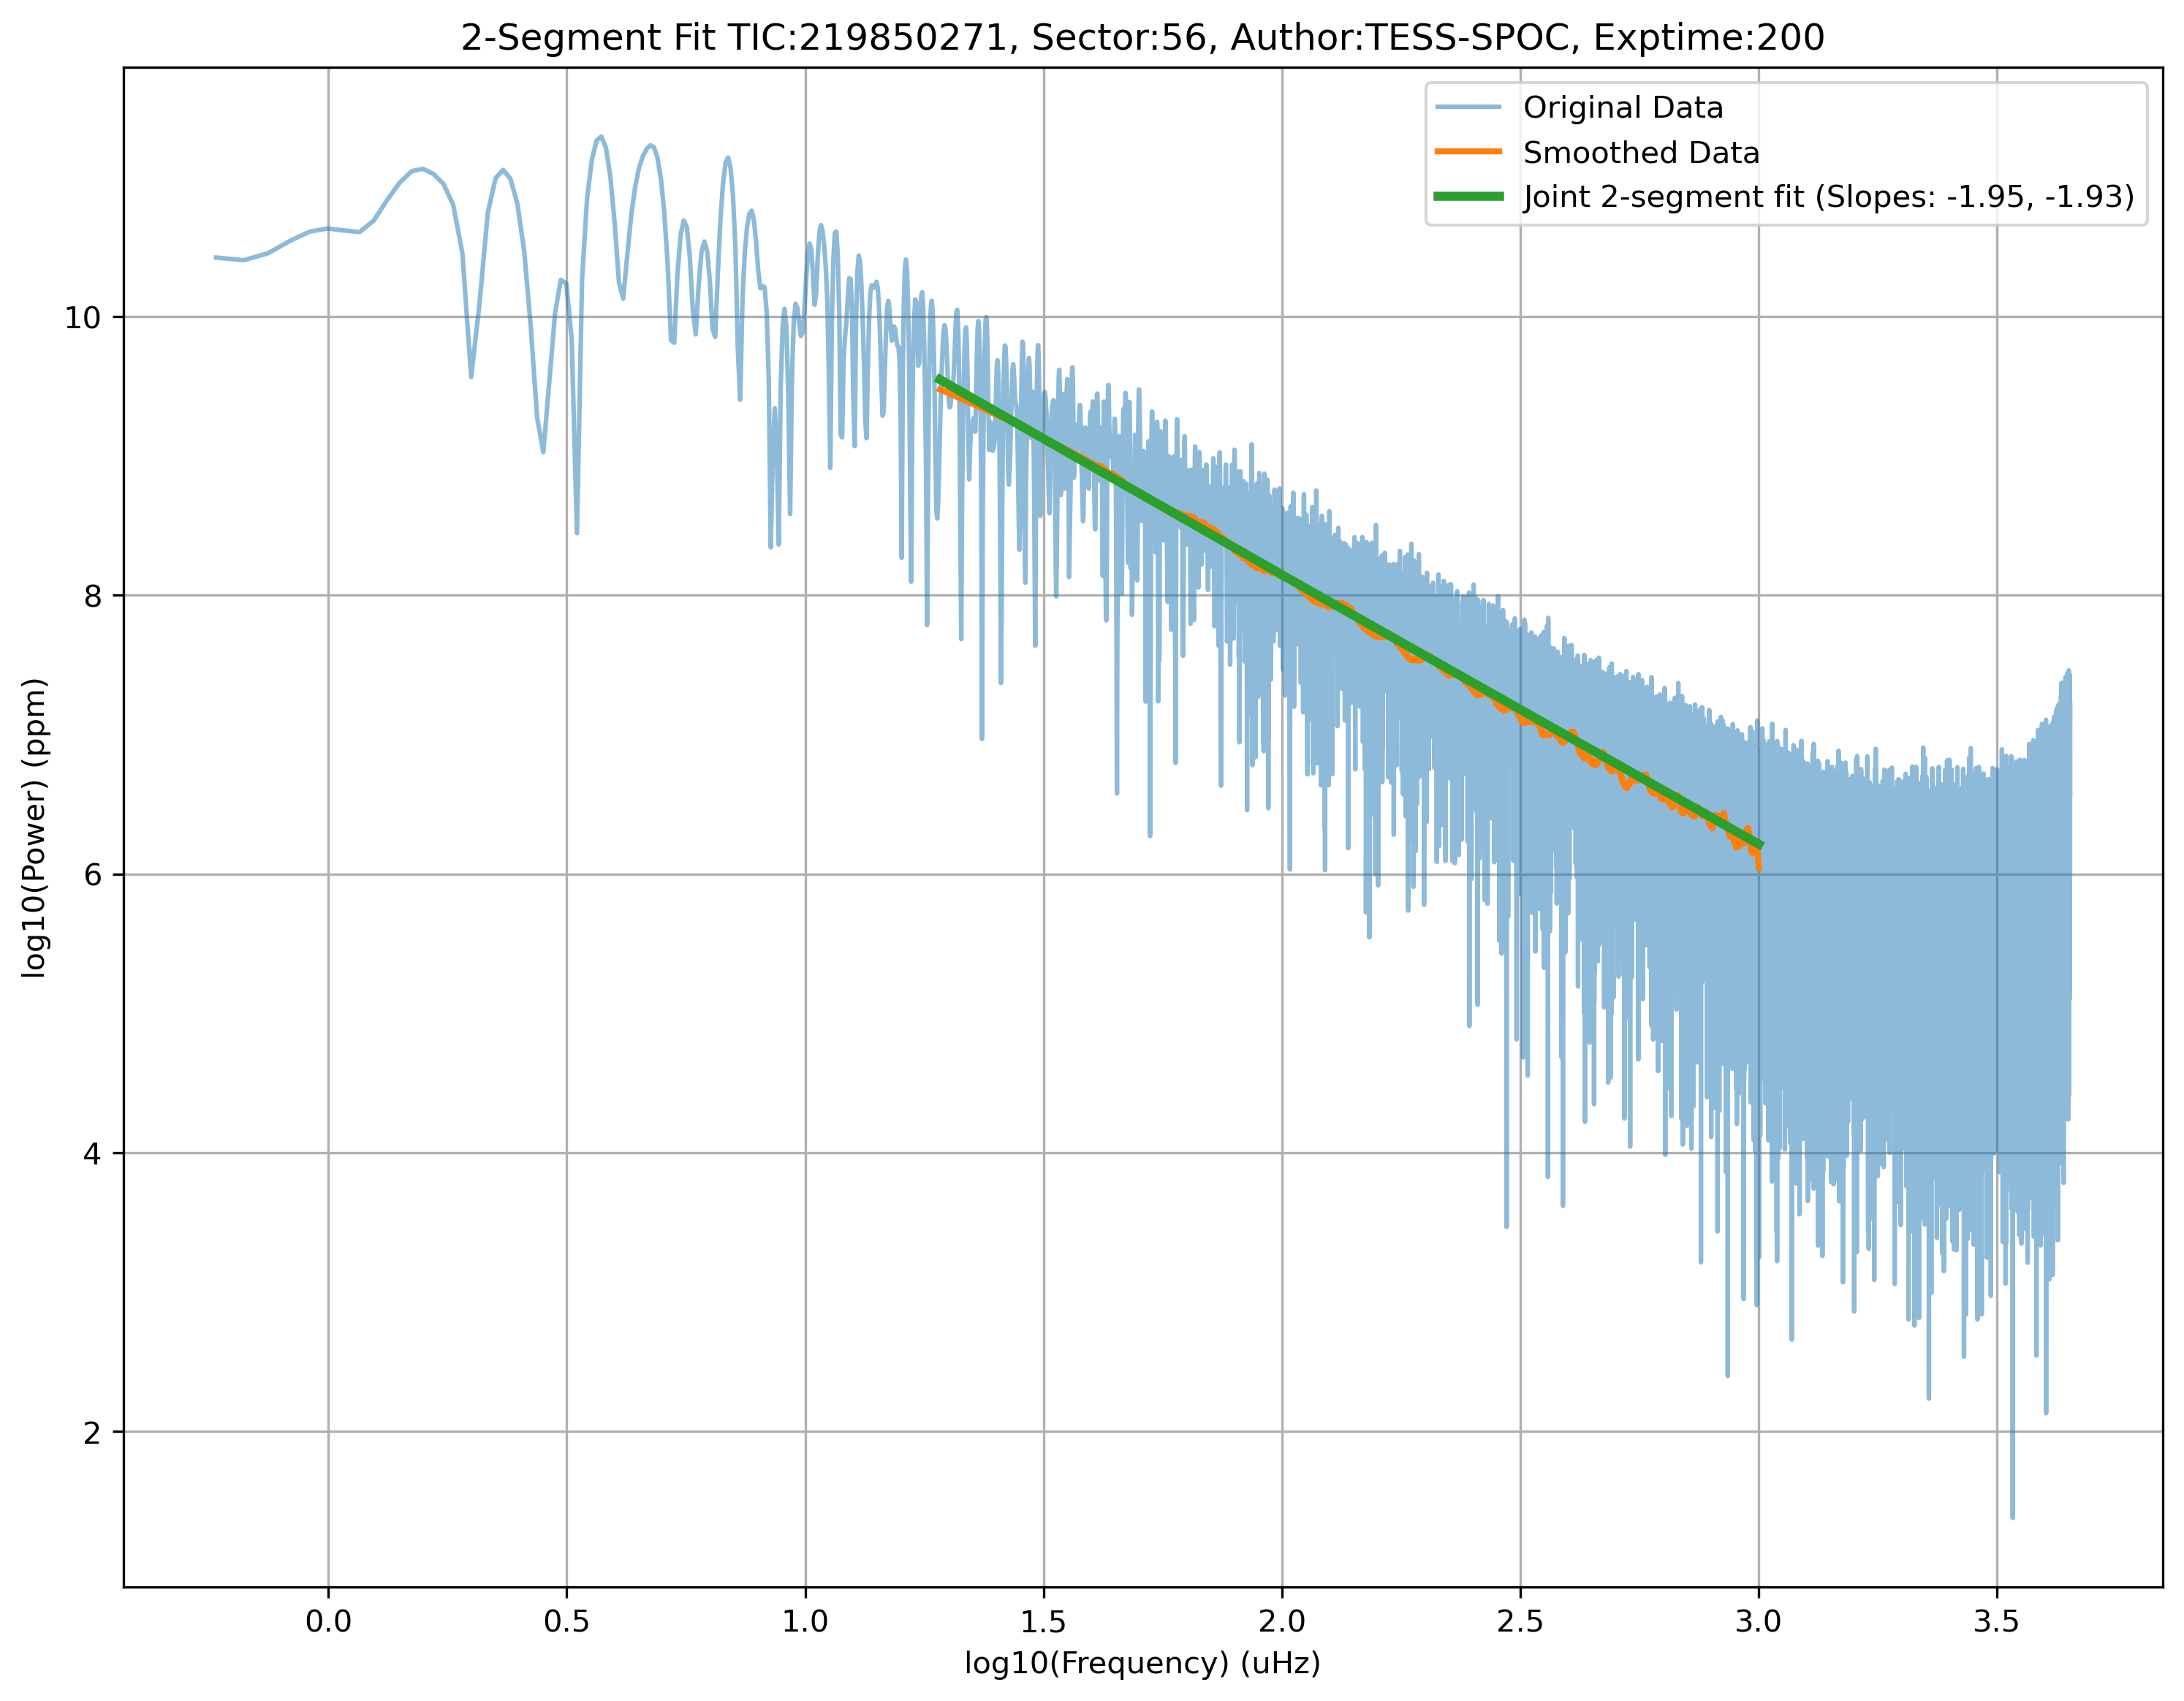 2-Segment Fit TIC:219850271, Sector:56, Author:TESS-SPOC, Exptime:200
Original Data
Smoothed Data
Joint 2-segment fit (Slopes: -1.95, -1.93)
log10(Power) (ppm)
10
8
6
4
2
0.0 0.5 1.0 1.5 2.0 2.5 3.0 3.5
log10(Frequency) (uHz)